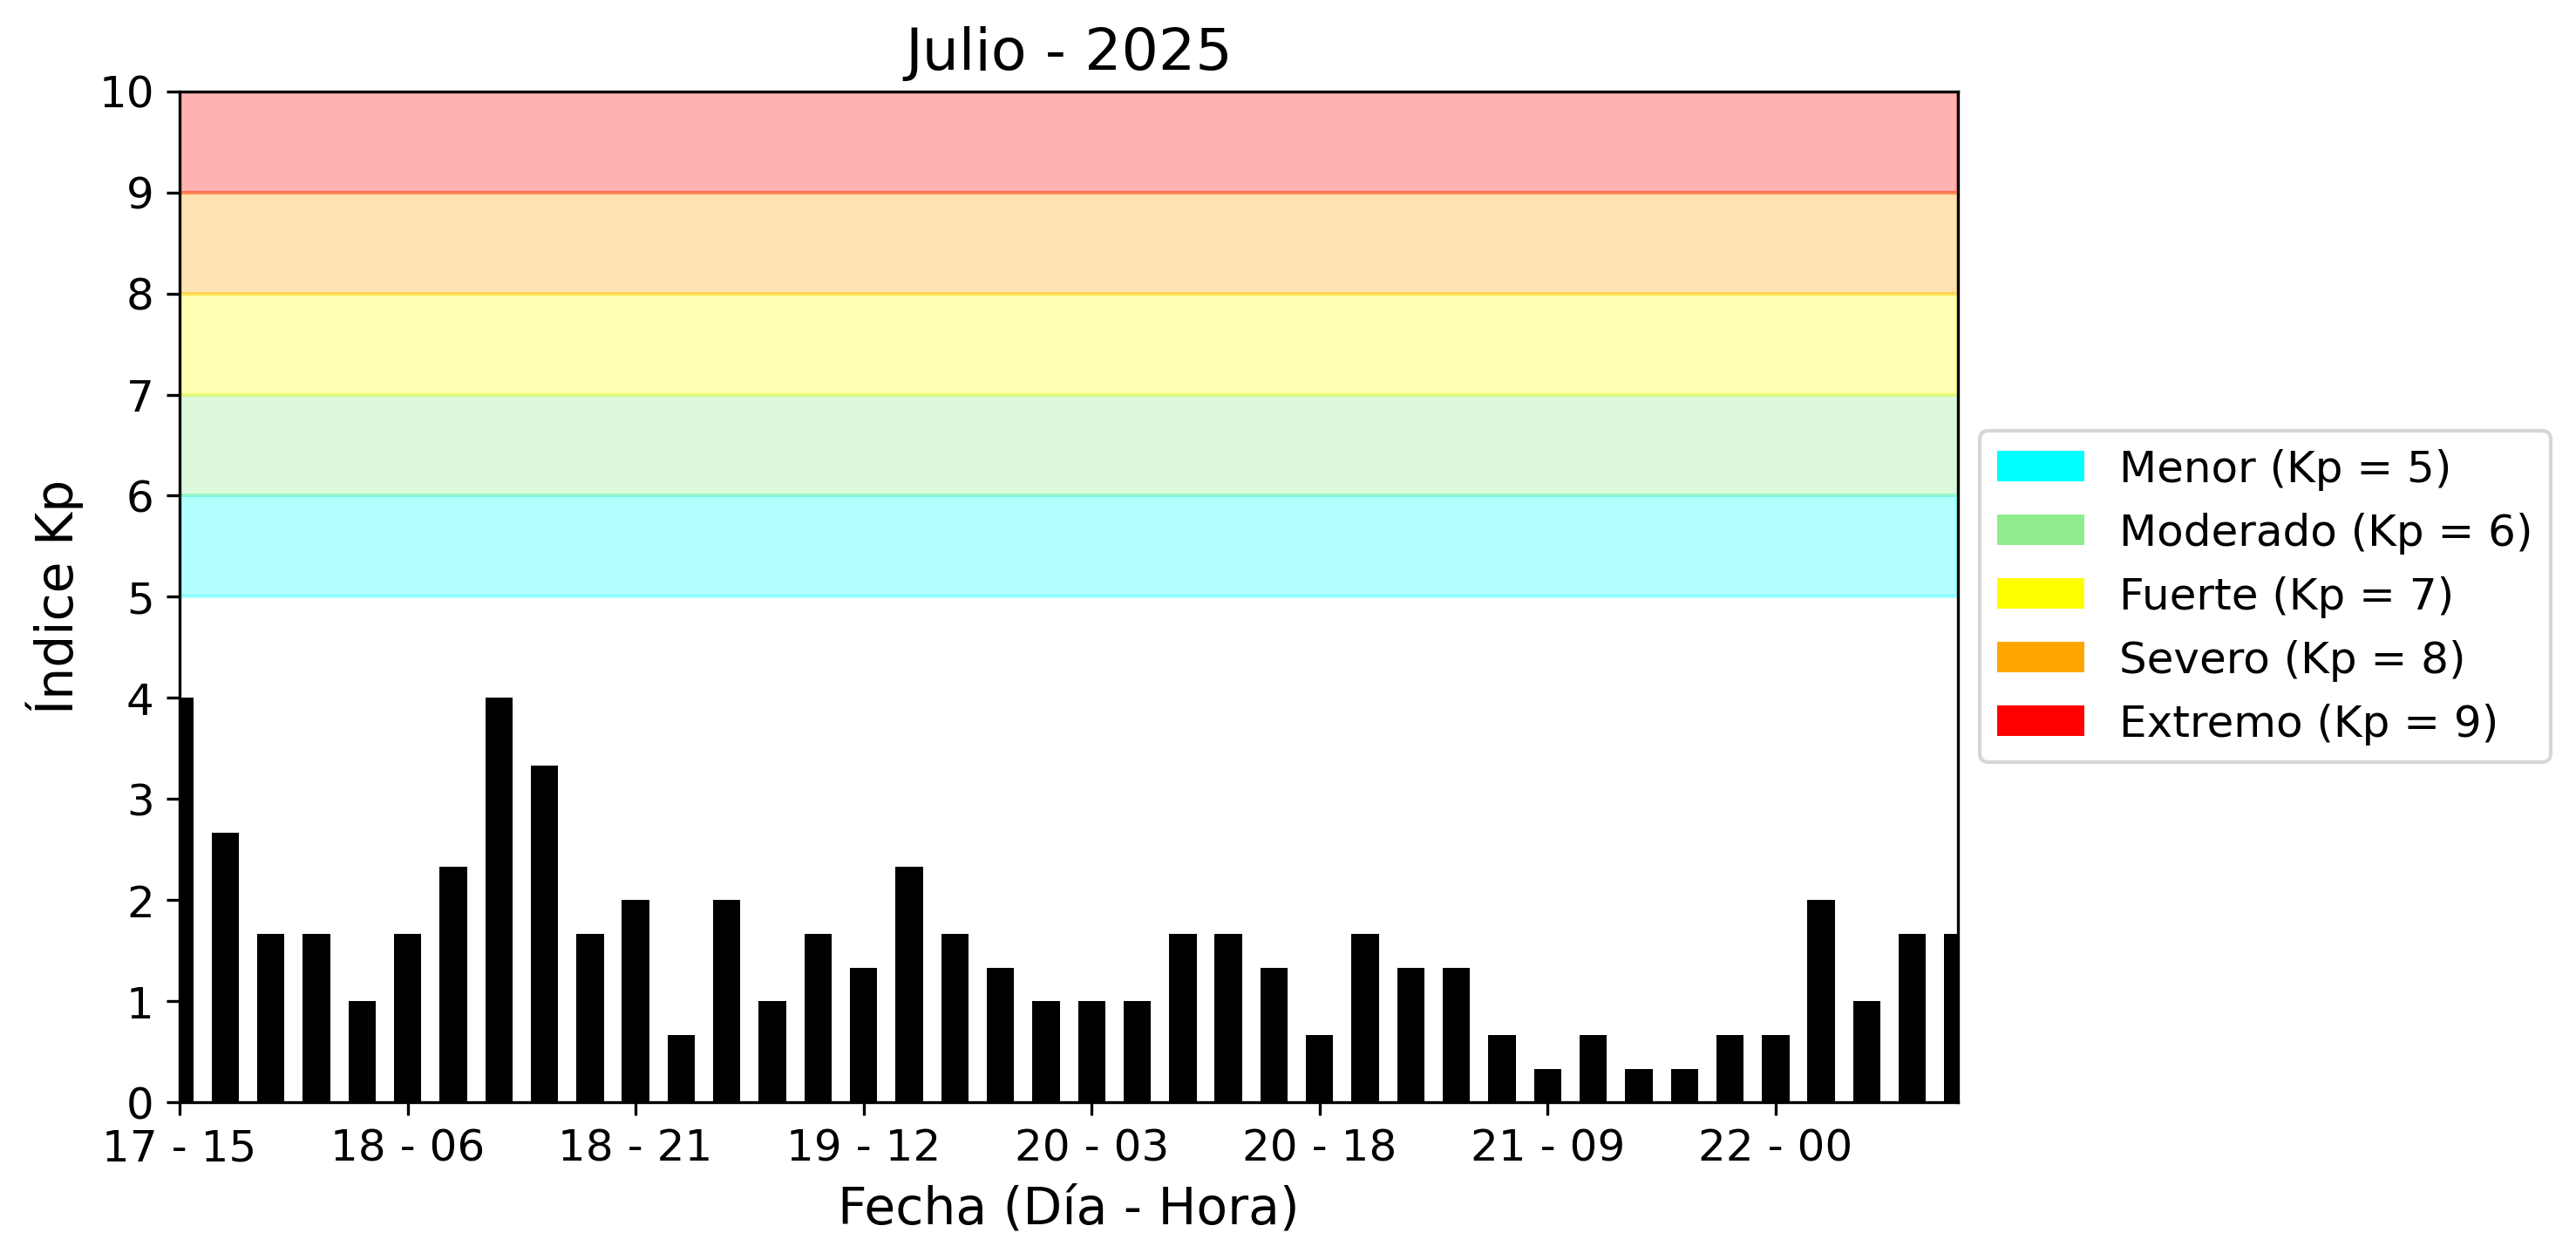 Julio - 2025
10
9
8
7
6
5
4
3
2
1
0
Índice Kp
17 - 15
18 - 06
18 - 21
19 - 12
20 - 03
20 - 18
21 - 09
22 - 00
Fecha (Día - Hora)
Menor (Kp = 5)
Moderado (Kp = 6)
Fuerte (Kp = 7)
Severo (Kp = 8)
Extremo (Kp = 9)